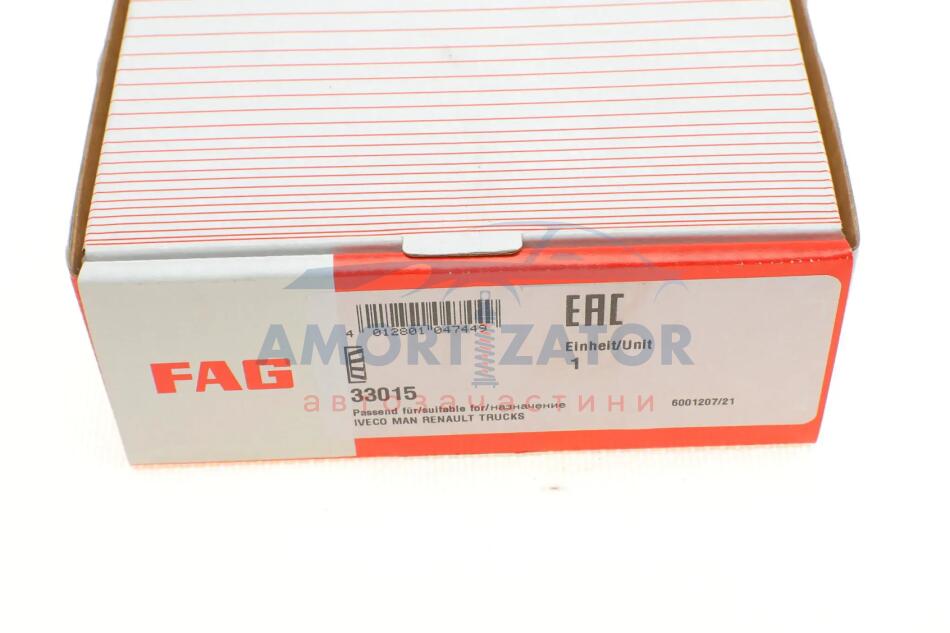 FAG
4 012801 047449
EAC
Einheit/Unit
1
33015
Passend für/suitable for/назначение
IVECO MAN RENAULT TRUCKS
6001207/21
AMORTIZATOR
автозапчастини